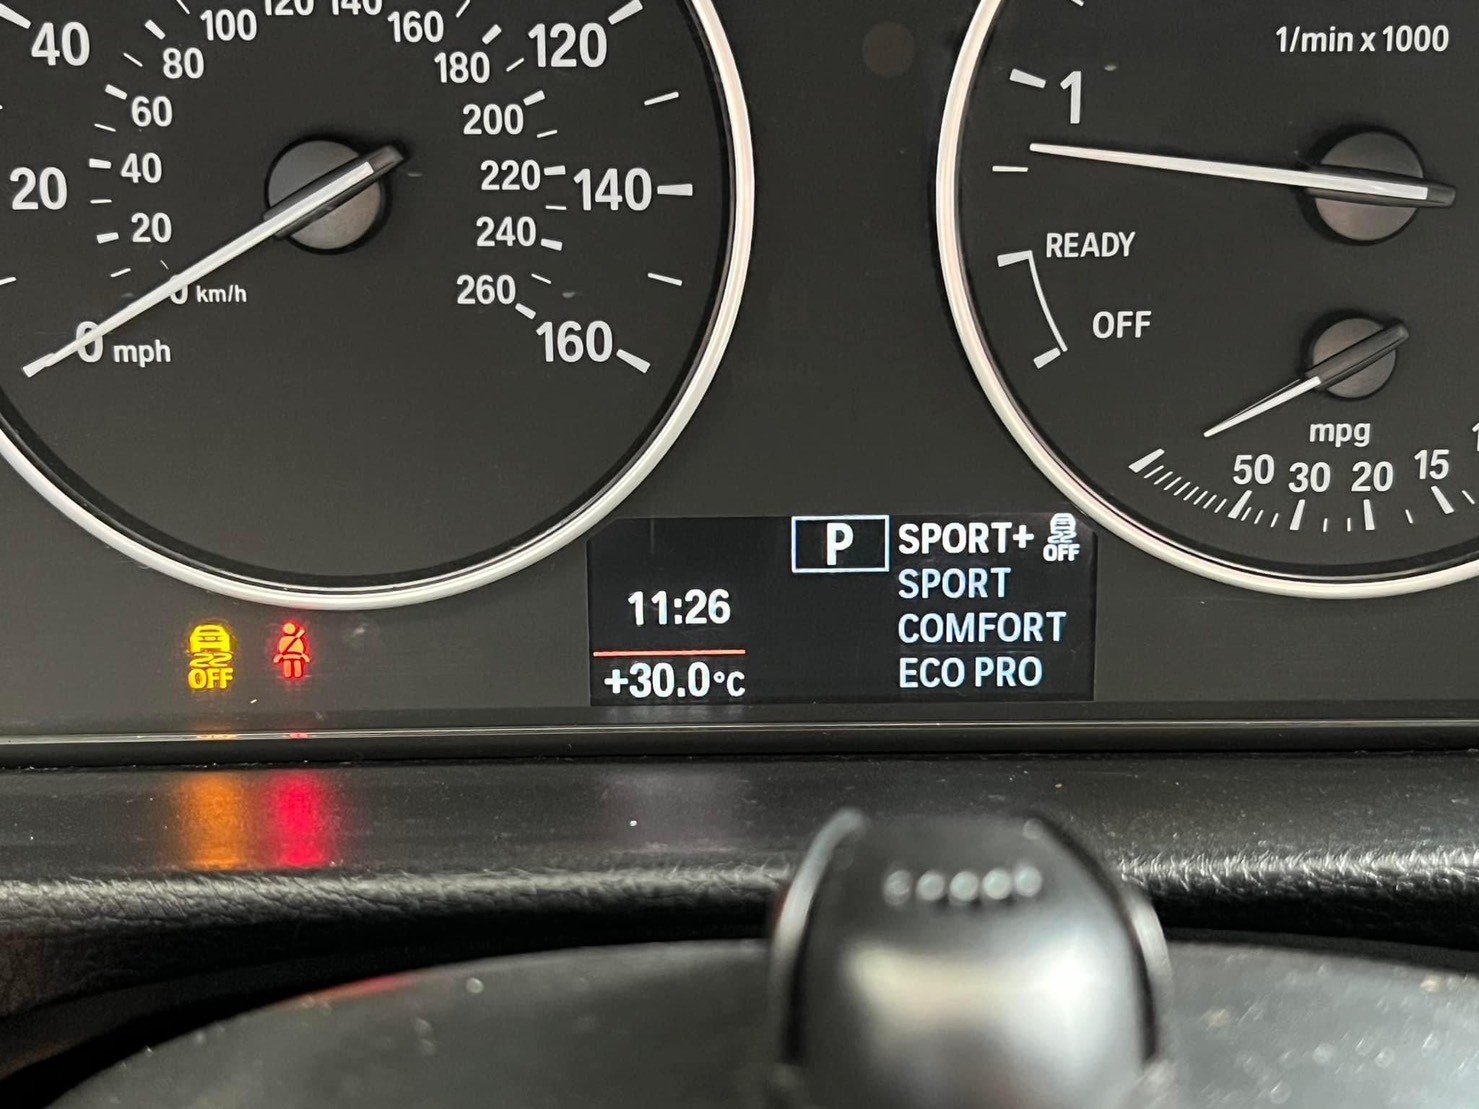 40
20
0 mph
120 140
100
80
60
40
20
0 km/h
160
180
200
220
240
260
120
140
160
1/min x 1000
1
READY
OFF
mpg
50 30 20 15
P
SPORT+ OFF
SPORT
COMFORT
ECO PRO
11:26
+30.0°C
OFF